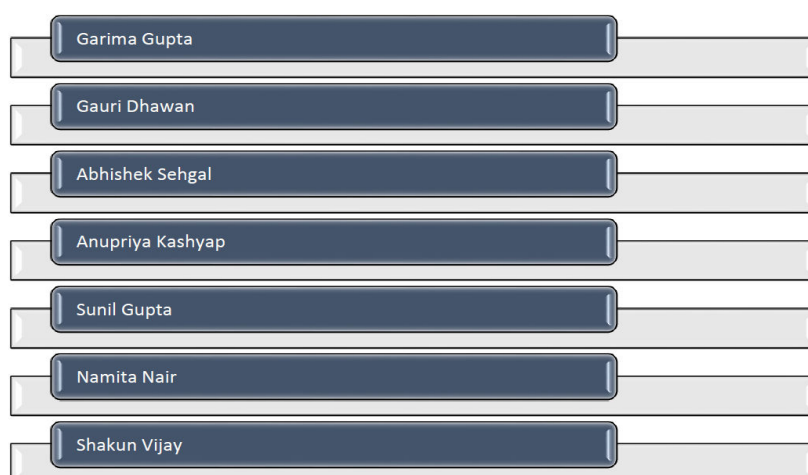 Garima Gupta
Gauri Dhawan
Abhishek Sehgal
Anupriya Kashyap
Sunil Gupta
Namita Nair
Shakun Vijay